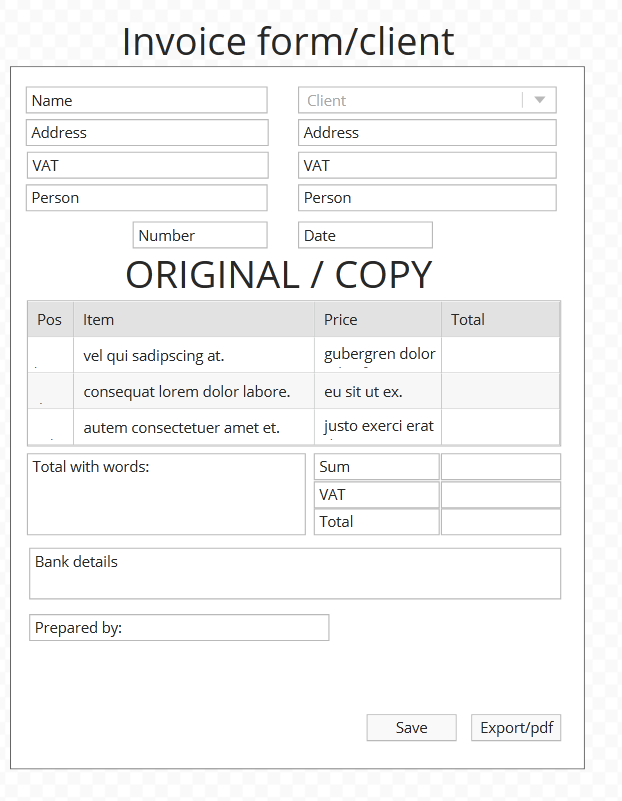 Invoice form/client
Name Client
Address Address
VAT VAT
Person Person
Number Date
ORIGINAL / COPY
Pos Item Price Total
vel qui sadipscing at. gubergren dolor
consequat lorem dolor labore. eu sit ut ex.
autem consectetuer amet et. justo exerci erat
Total with words: Sum
VAT
Total
Bank details
Prepared by:
Save Export/pdf